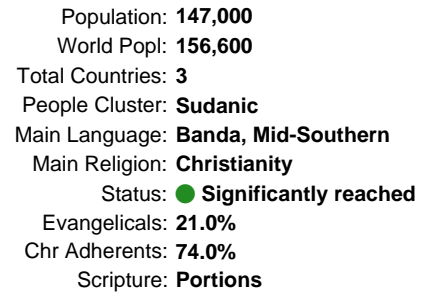 Population: 147,000
World Popl: 156,600
Total Countries: 3
People Cluster: Sudanic
Main Language: Banda, Mid-Southern
Main Religion: Christianity
Status: Significantly reached
Evangelicals: 21.0%
Chr Adherents: 74.0%
Scripture: Portions